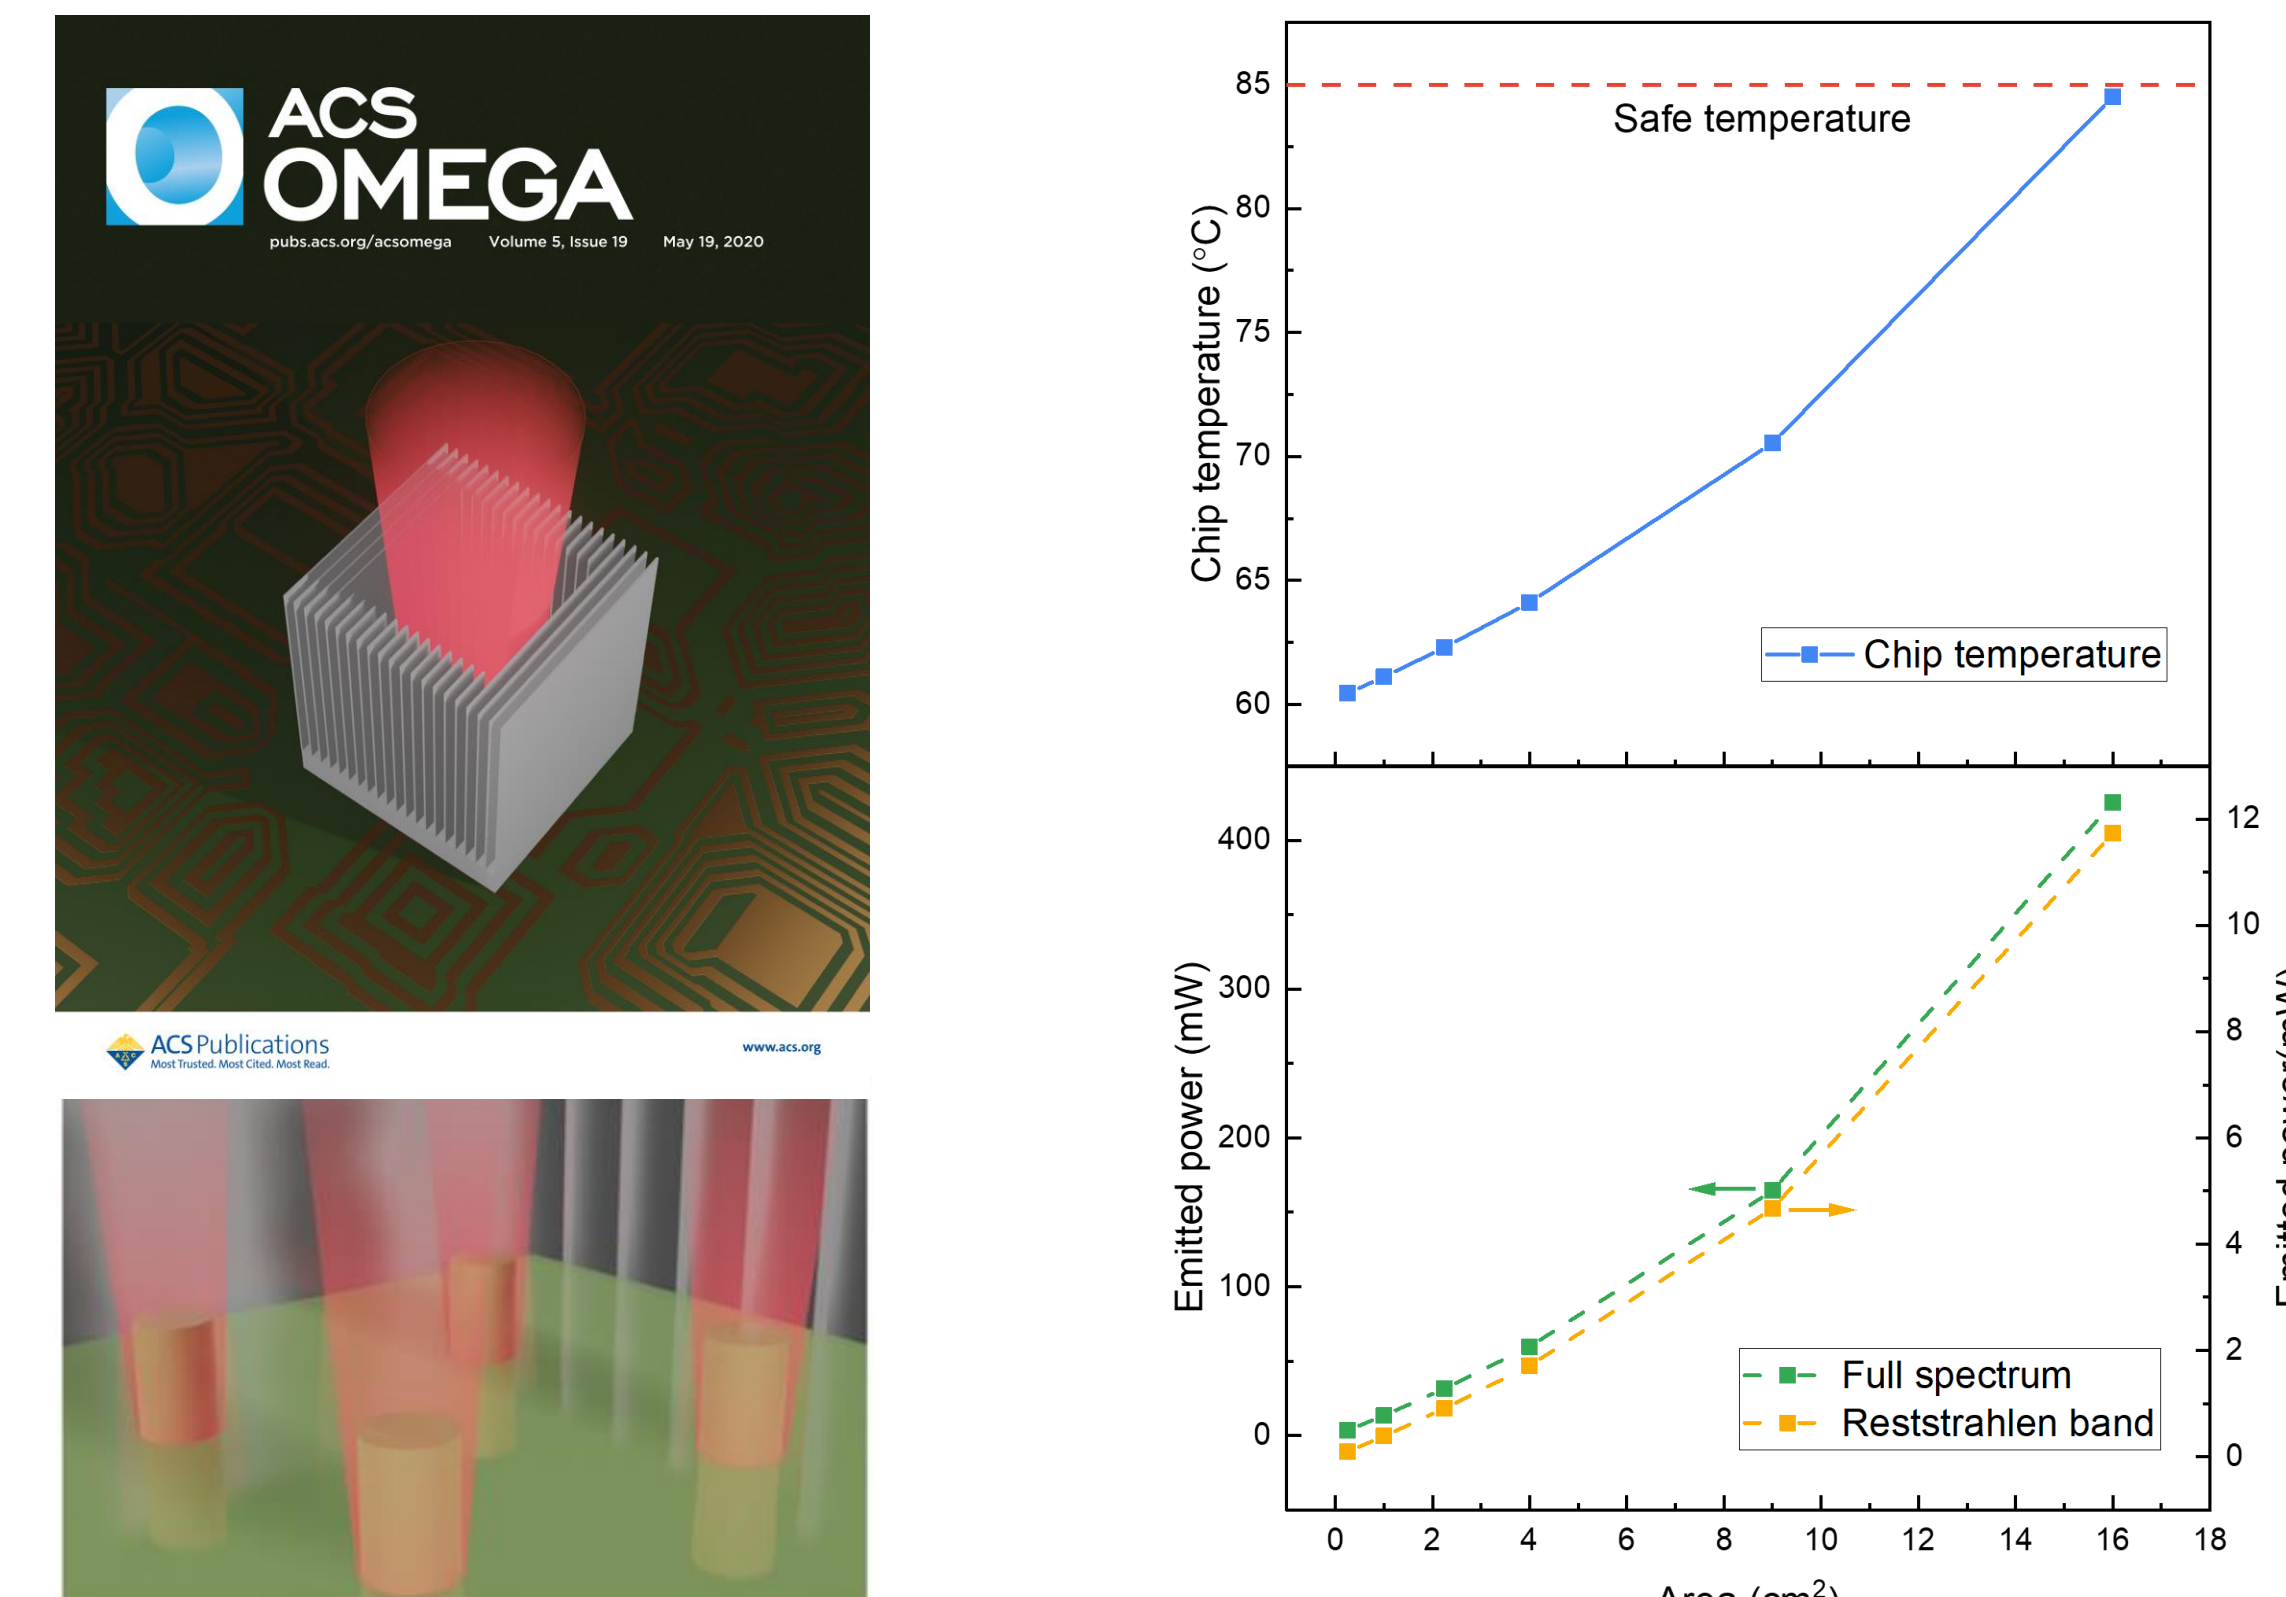 ACS
OMEGA
pubs.acs.org/acsomega Volume 5, Issue 19 May 19, 2020
ACS Publications
Most Trusted. Most Cited. Most Read.
www.acs.org
85
80
75
70
65
60
Chip temperature (°C)
Safe temperature
Chip temperature
400
300
200
100
0
Emitted power (mW)
12
10
8
6
4
2
0
Full spectrum
Reststrahlen band
0 2 4 6 8 10 12 14 16 18
Area (cm²)